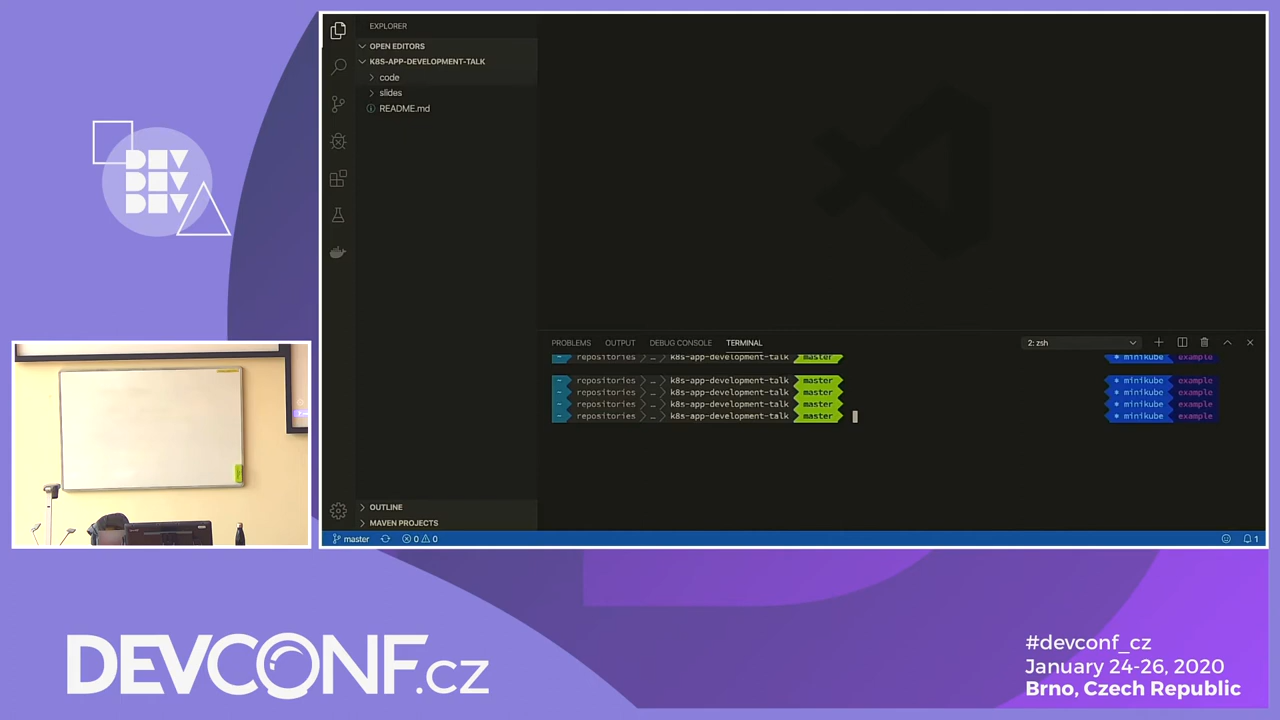 DEV
DEV
DEV
EXPLORER
OPEN EDITORS
K8S-APP-DEVELOPMENT-TALK
code
slides
README.md
OUTLINE
MAVEN PROJECTS
PROBLEMS OUTPUT DEBUG CONSOLE TERMINAL 2: zsh
~ repositories … k8s-app-development-talk master minikube example
~ repositories … k8s-app-development-talk master minikube example
~ repositories … k8s-app-development-talk master minikube example
~ repositories … k8s-app-development-talk master minikube example
~ repositories … k8s-app-development-talk master minikube example
master 0 0 1
DEVCONF.cz
#devconf_cz
January 24-26, 2020
Brno, Czech Republic